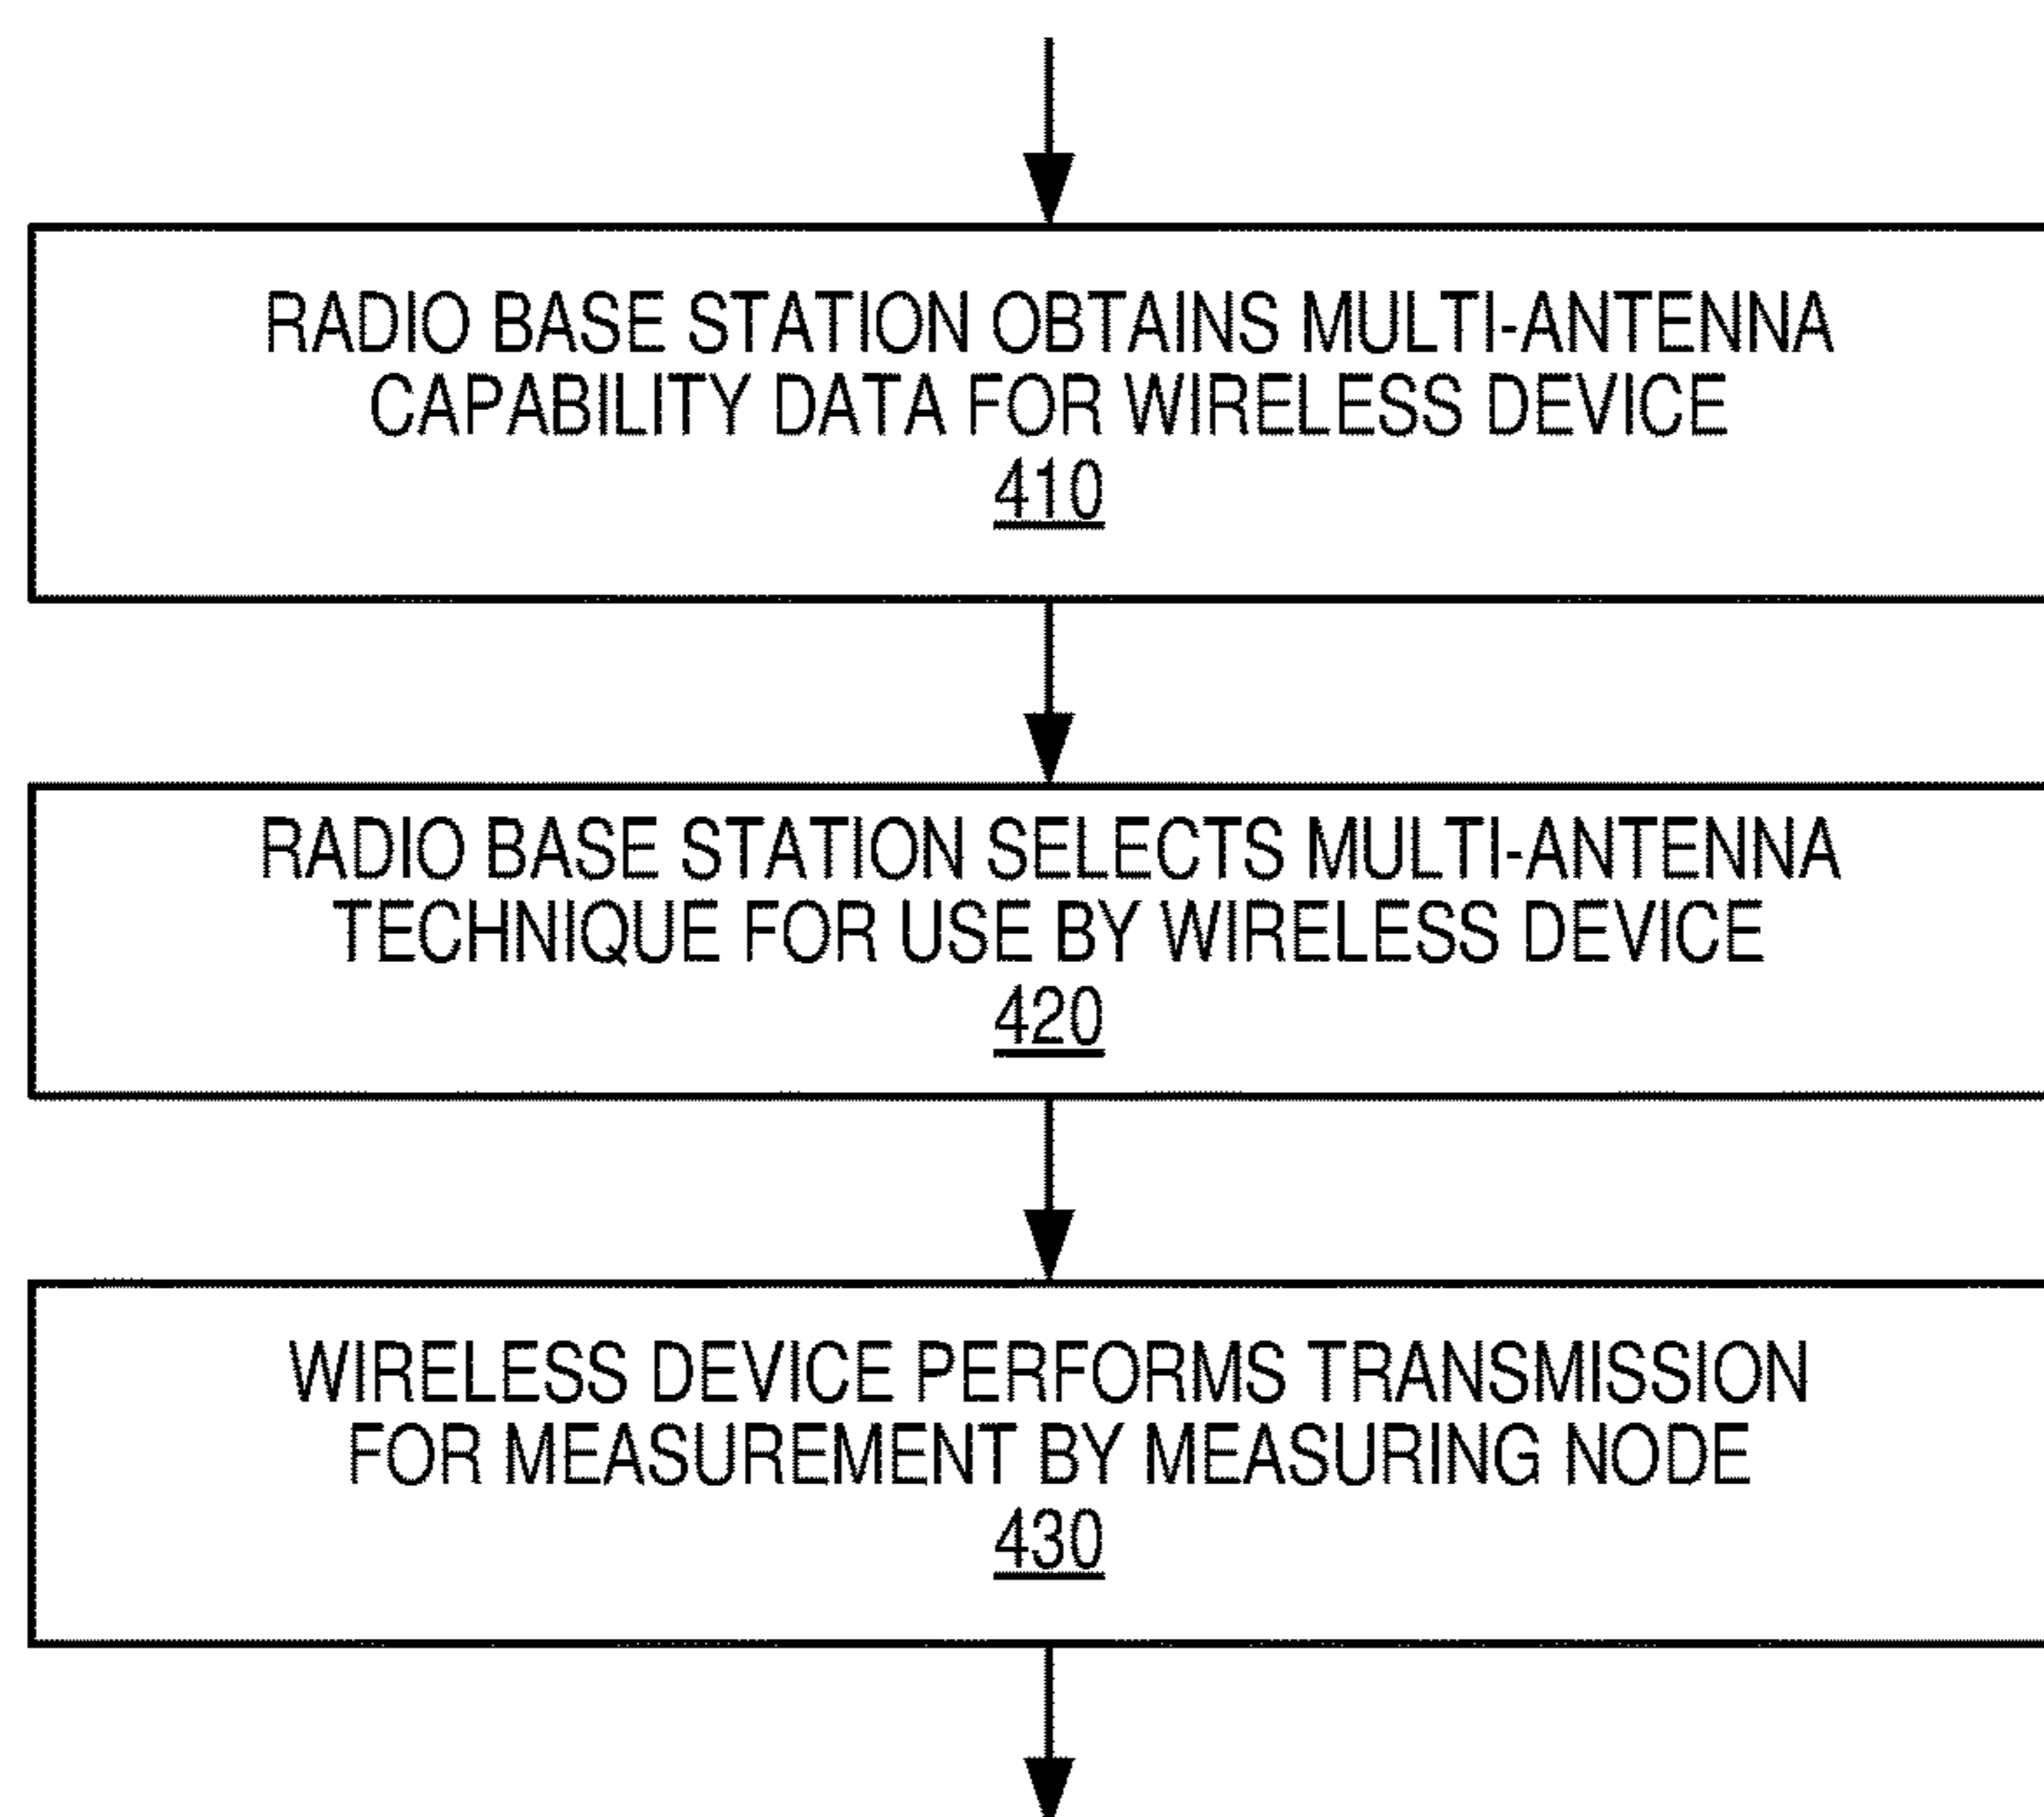 RADIO BASE STATION OBTAINS MULTI-ANTENNA
CAPABILITY DATA FOR WIRELESS DEVICE
410
RADIO BASE STATION SELECTS MULTI-ANTENNA
TECHNIQUE FOR USE BY WIRELESS DEVICE
420
WIRELESS DEVICE PERFORMS TRANSMISSION
FOR MEASUREMENT BY MEASURING NODE
430